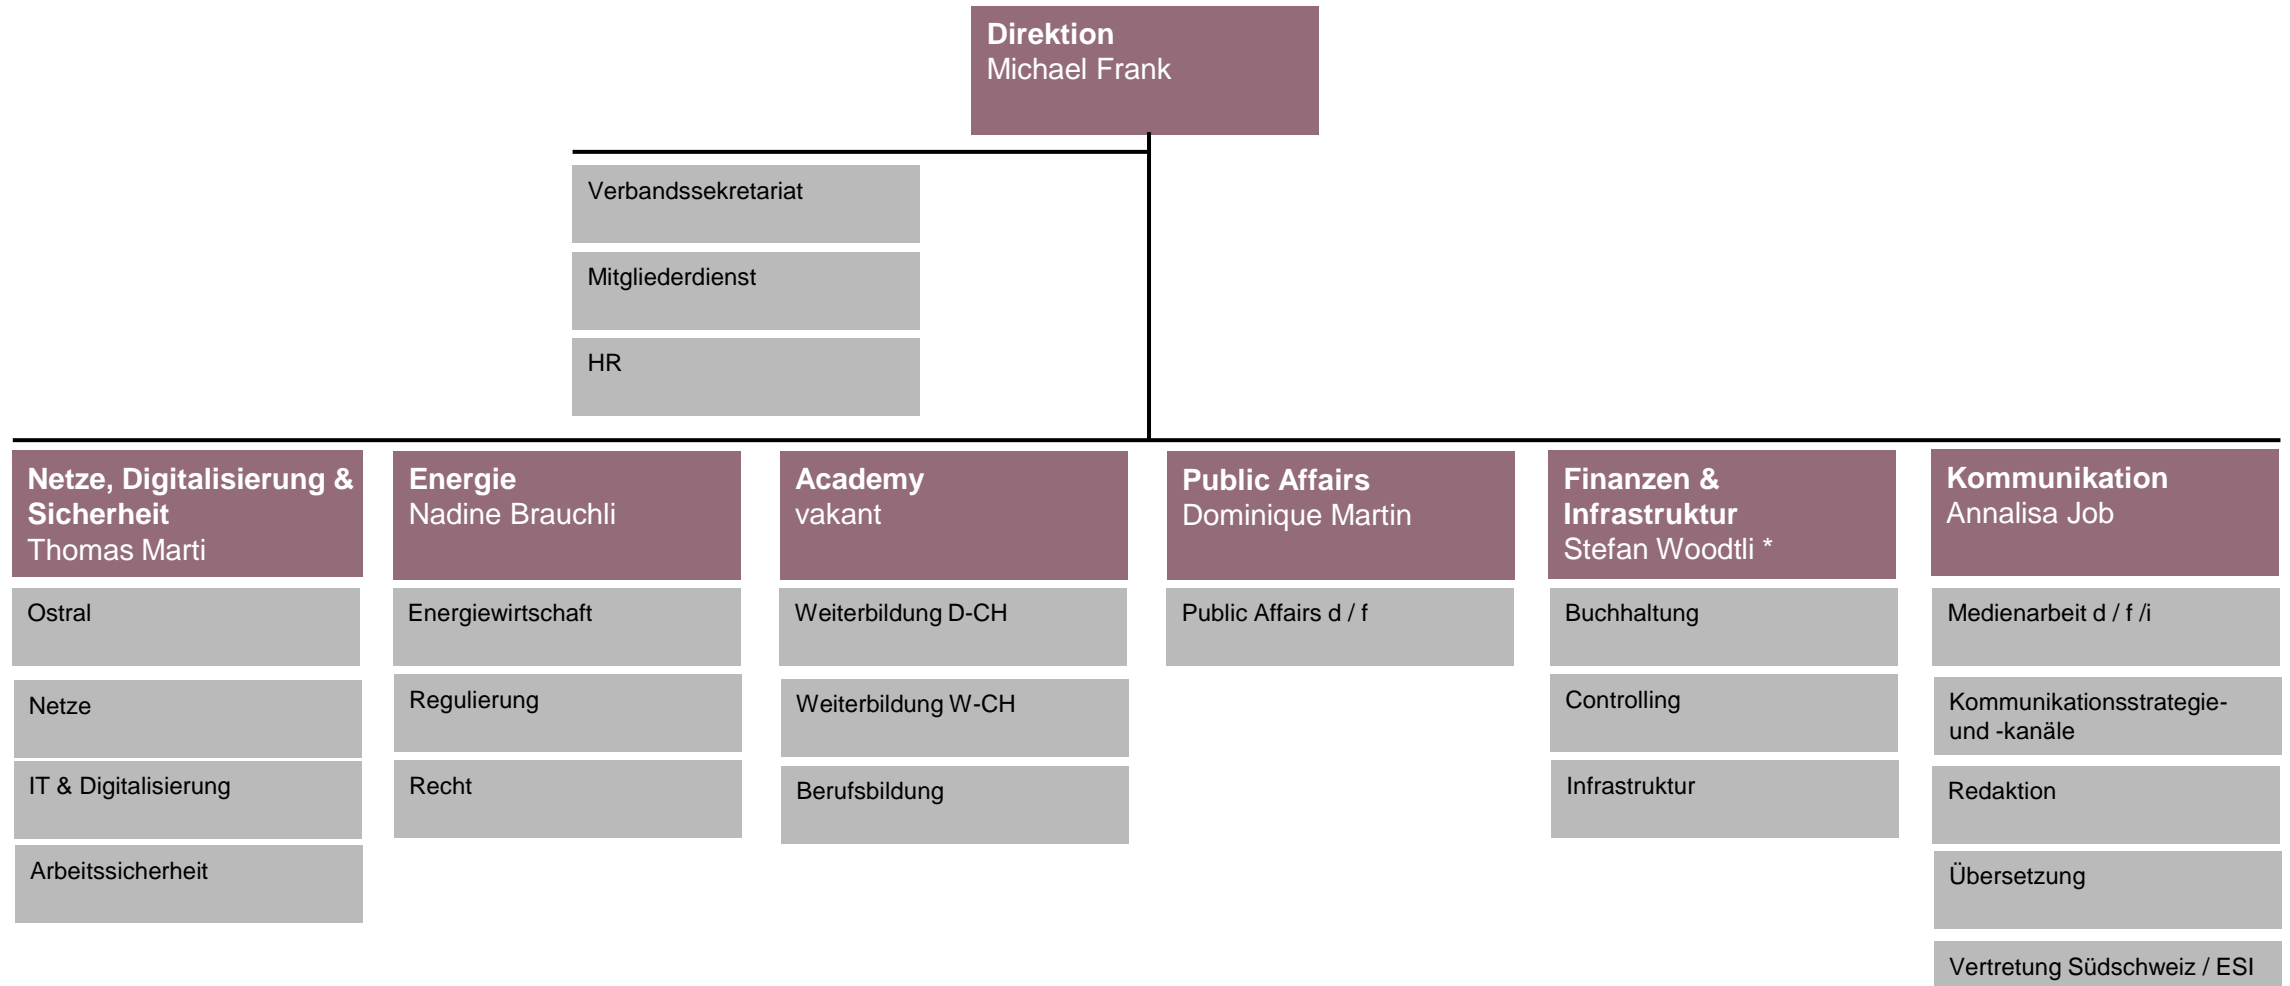 Direktion
Michael Frank
Verbandssekretariat
Mitgliederdienst
HR
Netze, Digitalisierung &
Sicherheit
Thomas Marti
Ostral
Netze
IT & Digitalisierung
Arbeitssicherheit
Energie
Nadine Brauchli
Energiewirtschaft
Regulierung
Recht
Academy
vakant
Weiterbildung D-CH
Weiterbildung W-CH
Berufsbildung
Public Affairs
Dominique Martin
Public Affairs d / f
Finanzen &
Infrastruktur
Stefan Woodtli *
Buchhaltung
Controlling
Infrastruktur
Kommunikation
Annalisa Job
Medienarbeit d / f /i
Kommunikationsstrategie-
und -kanäle
Redaktion
Übersetzung
Vertretung Südschweiz / ESI